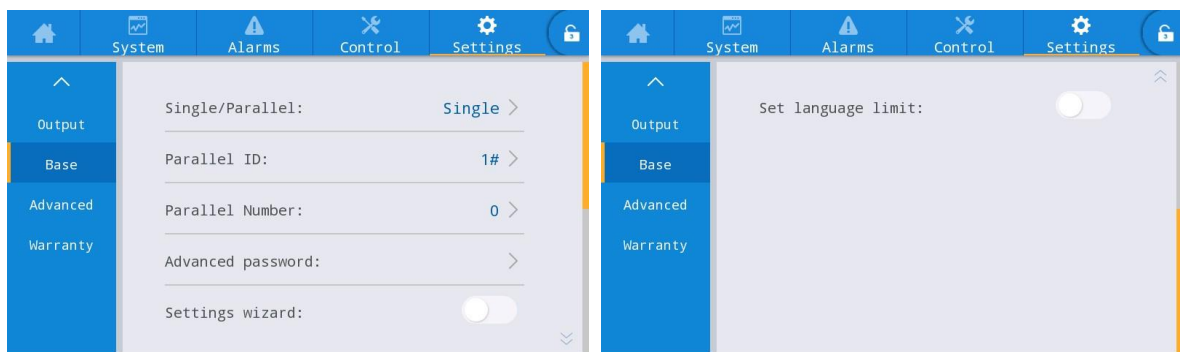 System Alarms Control Settings
Output
Base
Advanced
Warranty
Single/Parallel: Single
Parallel ID: 1#
Parallel Number: 0
Advanced password:
Settings wizard:
System Alarms Control Settings
Output
Base
Advanced
Warranty
Set language limit: